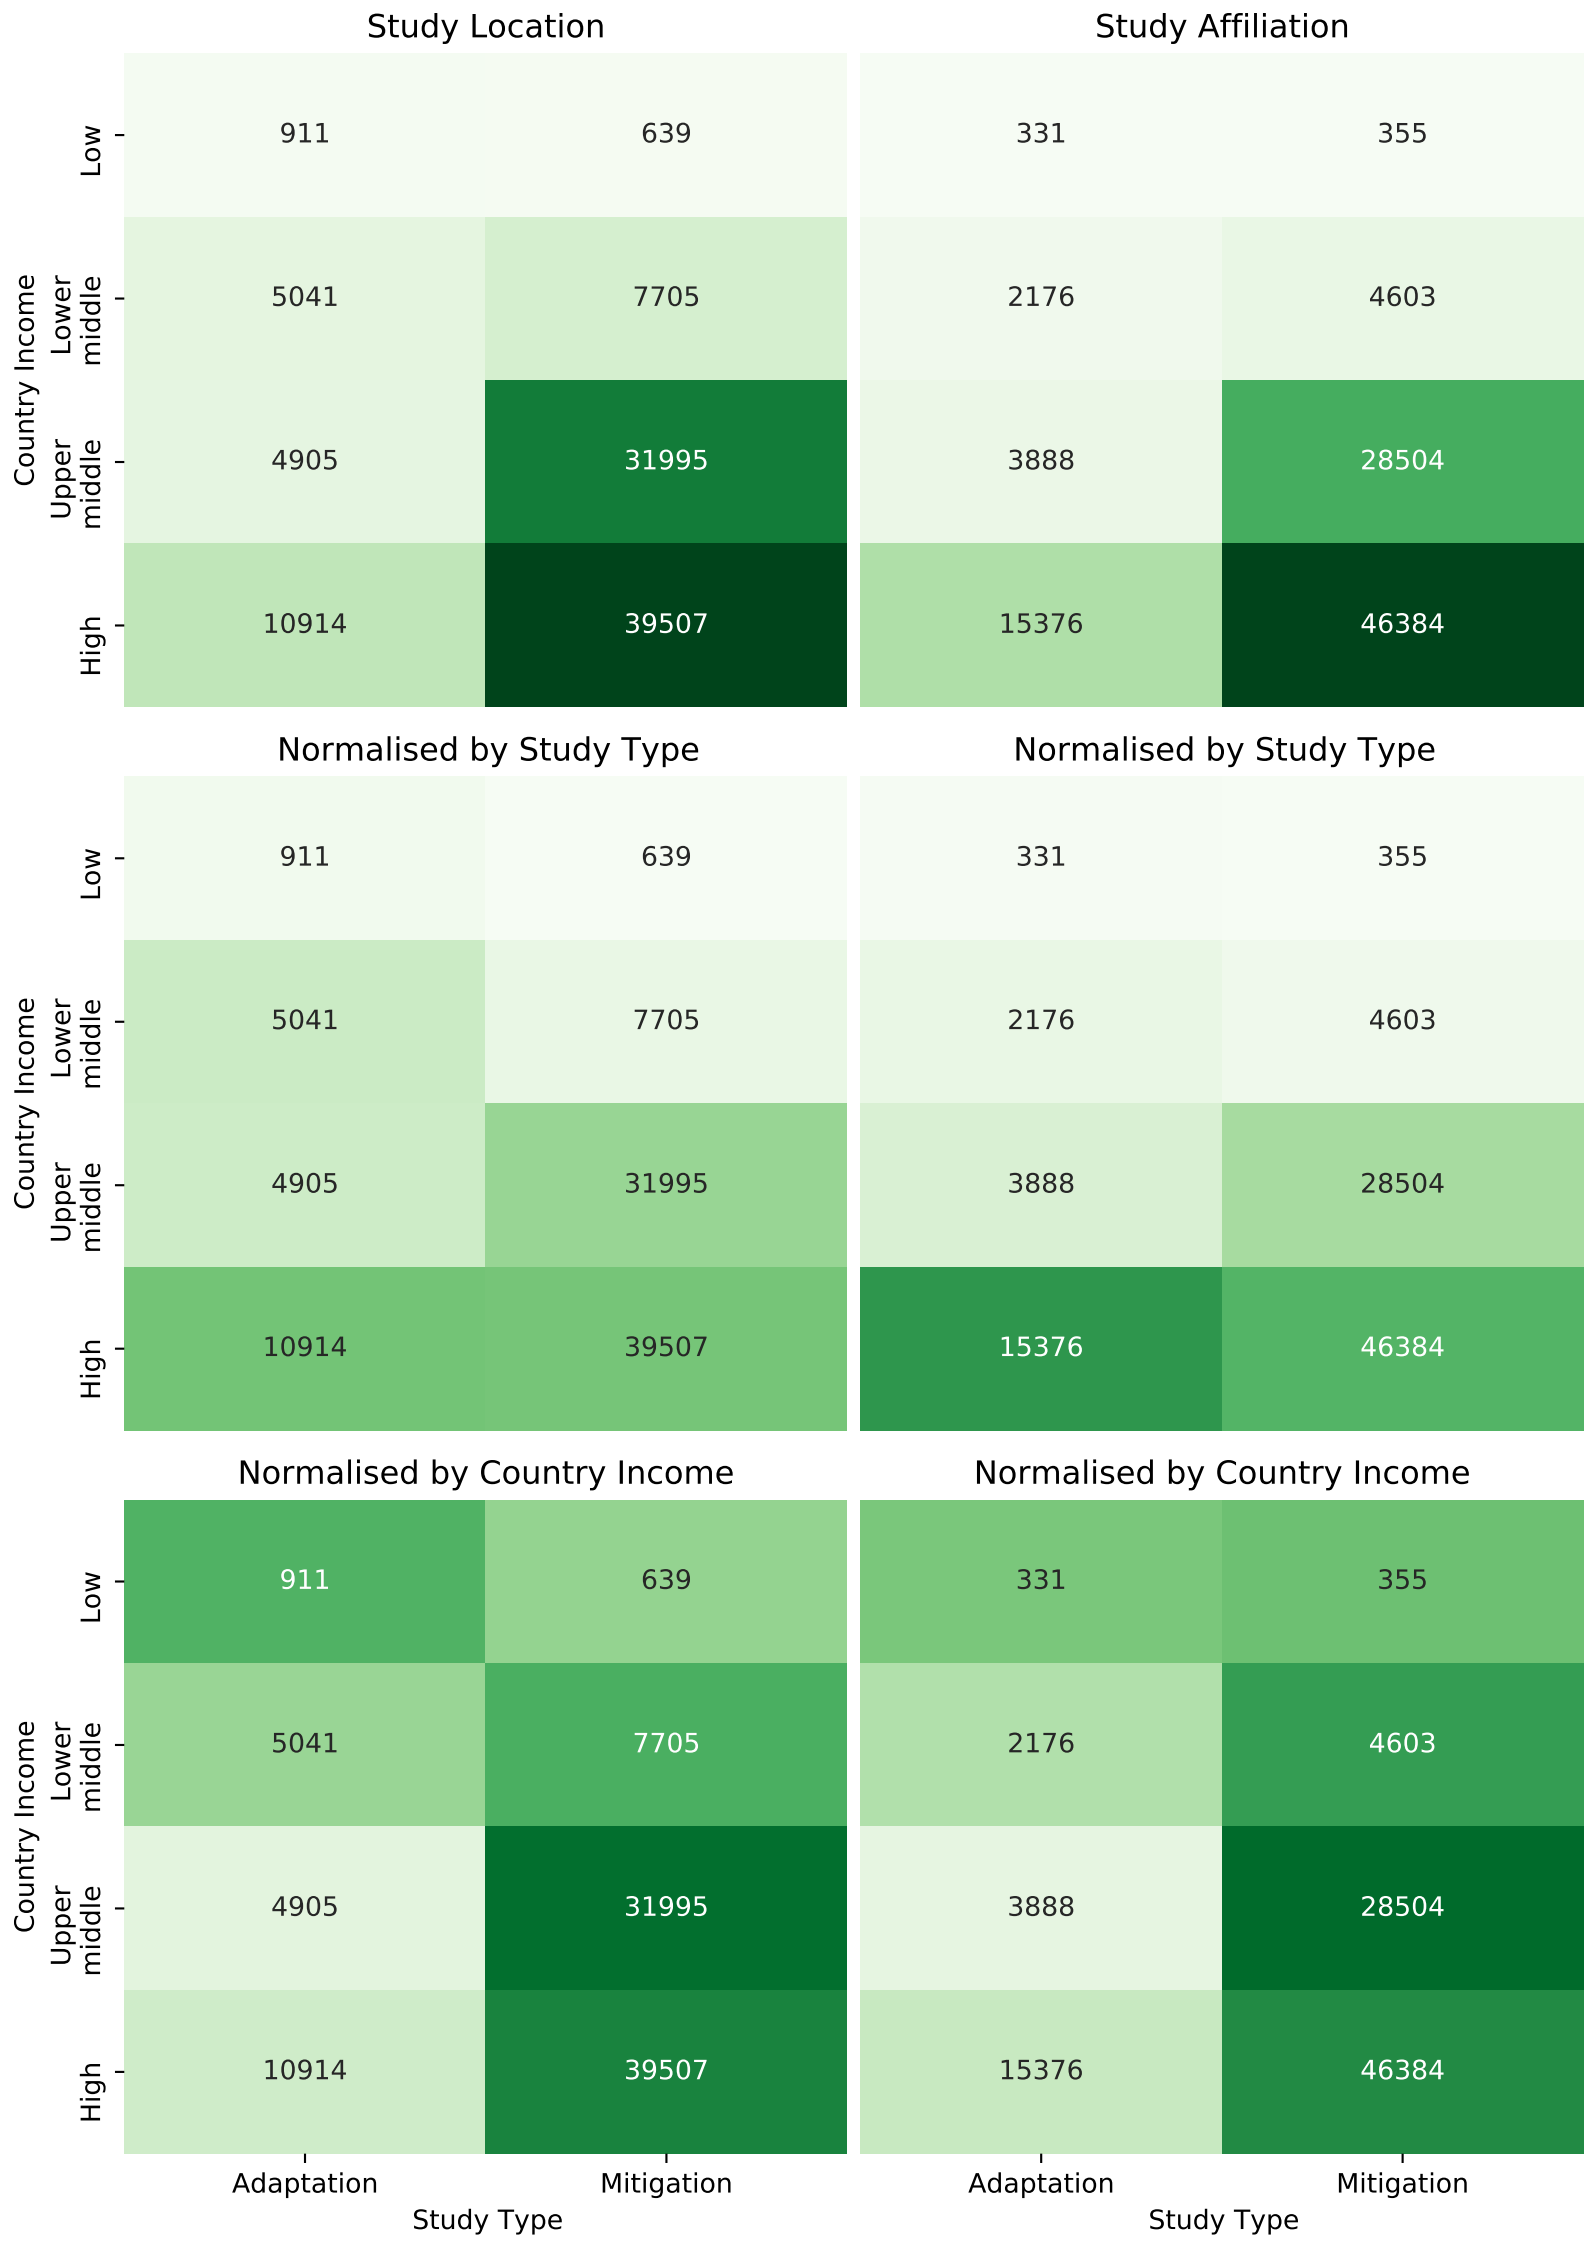 Study Location
Study Affiliation
Country Income
Low
911
639
331
355
Lower
middle
5041
7705
2176
4603
Upper
middle
4905
31995
3888
28504
High
10914
39507
15376
46384
Normalised by Study Type
Normalised by Study Type
Country Income
Low
911
639
331
355
Lower
middle
5041
7705
2176
4603
Upper
middle
4905
31995
3888
28504
High
10914
39507
15376
46384
Normalised by Country Income
Normalised by Country Income
Country Income
Low
911
639
331
355
Lower
middle
5041
7705
2176
4603
Upper
middle
4905
31995
3888
28504
High
10914
39507
15376
46384
Adaptation
Mitigation
Adaptation
Mitigation
Study Type
Study Type